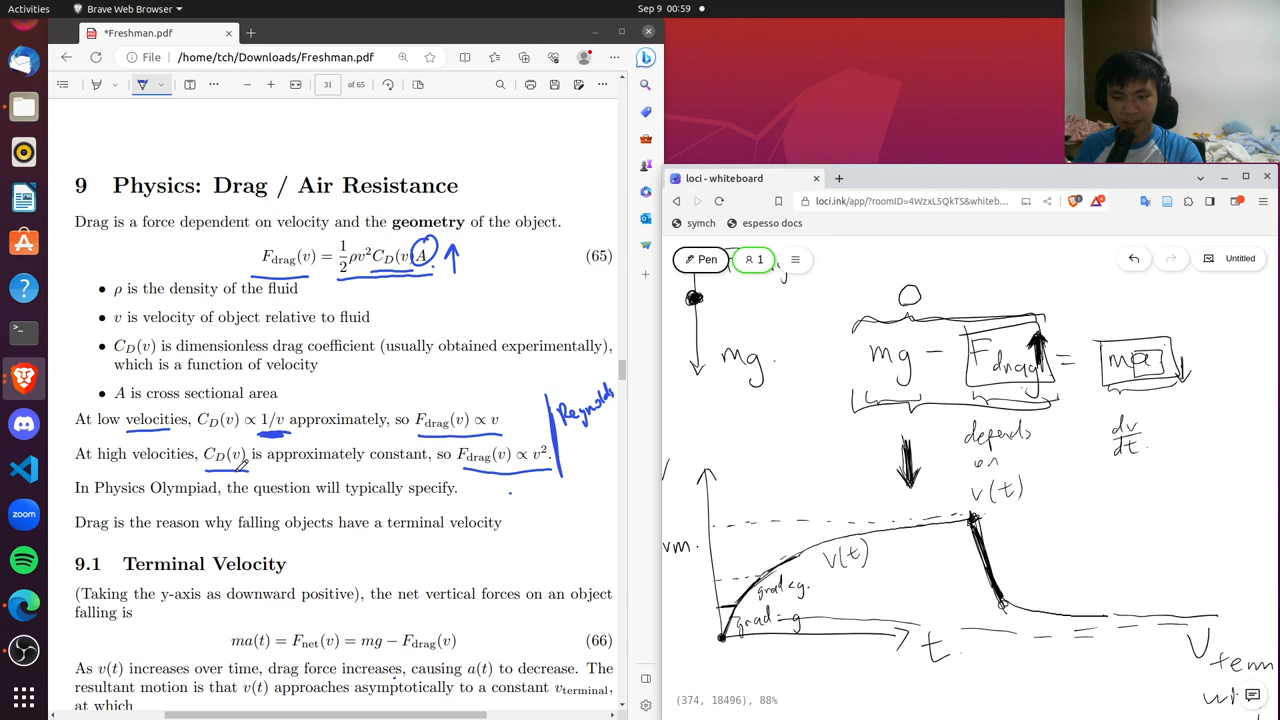 Activities
Brave Web Browser
Sep 9 00:59
*Freshman.pdf
File
/home/tch/Downloads/Freshman.pdf
31
of 65
9 Physics: Drag / Air Resistance
Drag is a force dependent on velocity and the geometry of the object.
F_drag(v) = 1/2 ρv²C_D(v)A ↑ (65)
• ρ is the density of the fluid
• v is velocity of object relative to fluid
• C_D(v) is dimensionless drag coefficient (usually obtained experimentally),
which is a function of velocity
• A is cross sectional area
At low velocities, C_D(v) ∝ 1/v approximately, so F_drag(v) ∝ v
At high velocities, C_D(v) is approximately constant, so F_drag(v) ∝ v².
Reynolds
In Physics Olympiad, the question will typically specify.
Drag is the reason why falling objects have a terminal velocity
9.1 Terminal Velocity
(Taking the y-axis as downward positive), the net vertical forces on an object
falling is
ma(t) = F_net(v) = mg − F_drag(v) (66)
As v(t) increases over time, drag force increases, causing a(t) to decrease. The
resultant motion is that v(t) approaches asymptotically to a constant v_terminal,
at which
zoom
loci - whiteboard
loci.ink/app/?roomID=4WzxL5QkTS&whiteb...
symch
espesso docs
Pen
1
Untitled
mg.
0
mg − F_drag = ma
depends
on
v(t)
dv
dt.
v(t)
grad < g.
grad = g
t
V_term
(374, 18496), 88%